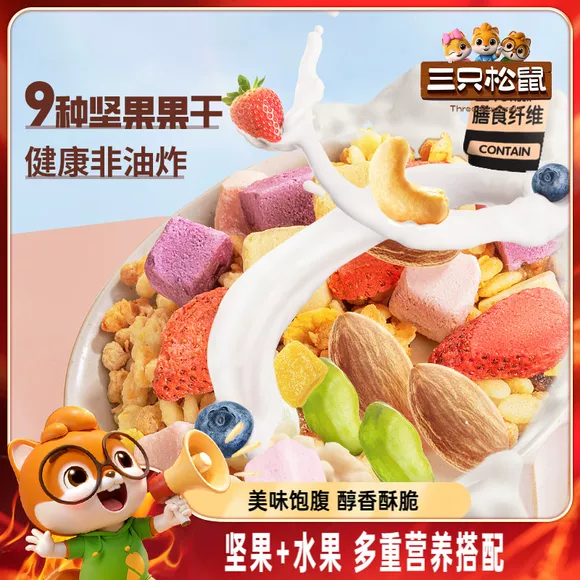 三只松鼠
Three
膳食纤维
CONTAIN
9种坚果果干
健康非油炸
美味饱腹 醇香酥脆
坚果+水果 多重营养搭配